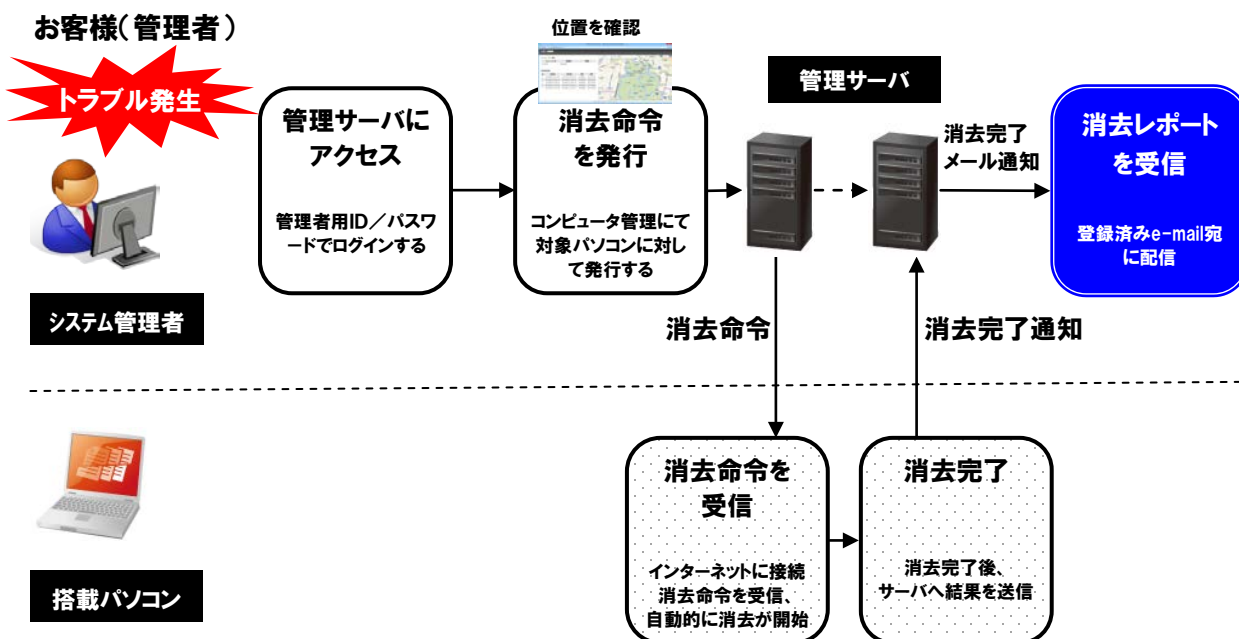 お客様(管理者)
トラブル発生
システム管理者
管理サーバに
アクセス
管理者用ID／パスワ
ードでログインする
位置を確認
消去命令
を発行
コンピュータ管理にて
対象パソコンに対し
て発行する
管理サーバ
消去完了
メール通知
消去レポート
を受信
登録済みe-mail宛
に配信
消去命令
消去完了通知
搭載パソコン
消去命令を
受信
インターネットに接続
消去命令を受信、
自動的に消去が開始
消去完了
消去完了後、
サーバへ結果を送信